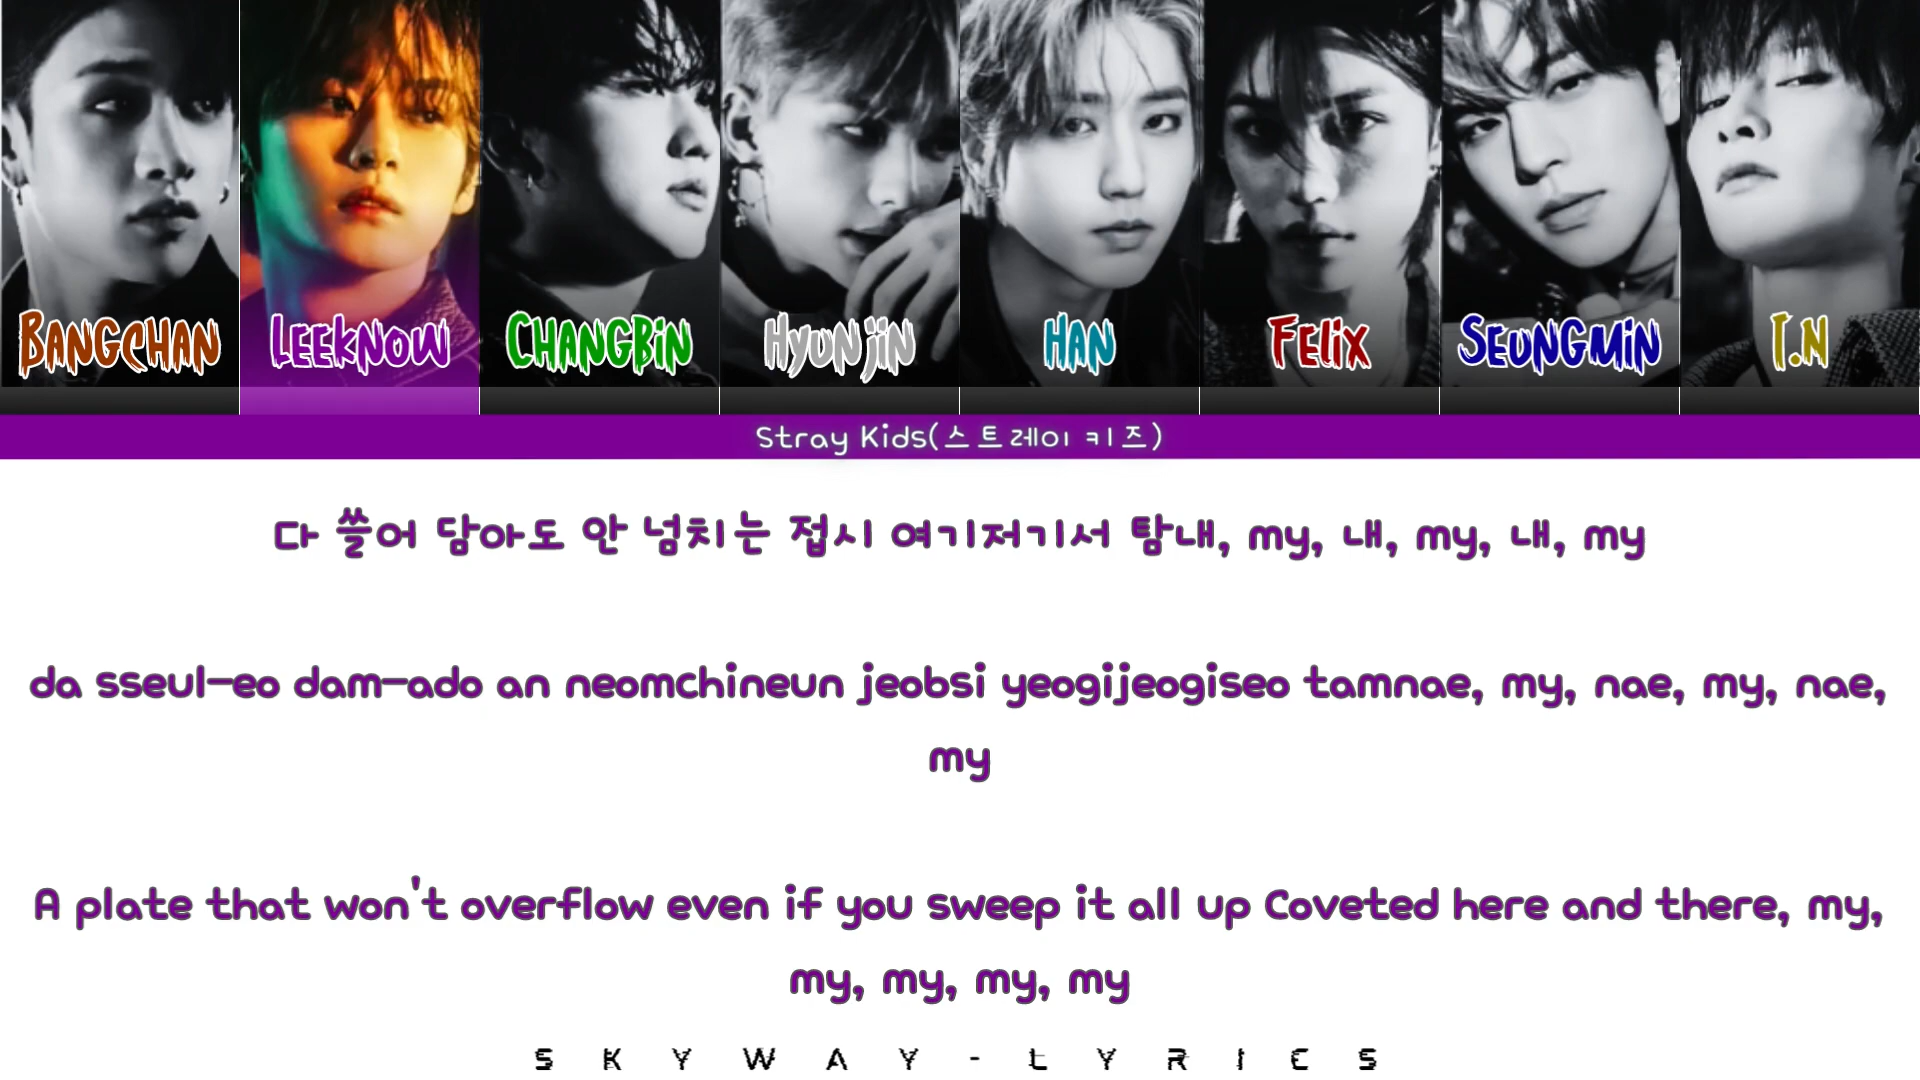 BANGCHAN
LEEKNOW
CHANGBIN
HYUNJIN
HAN
FELIX
SEUNGMIN
I.N
Stray Kids(스트레이 키즈)
다 쓸어 담아도 안 넘치는 접시 여기저기서 탐내, my, 내, my, 내, my
da sseul-eo dam-ado an neomchineun jeobsi yeogijeogiseo tamnae, my, nae, my, nae,
my
A plate that won't overflow even if you sweep it all up Coveted here and there, my,
my, my, my, my
SKYWAY-LYRICS